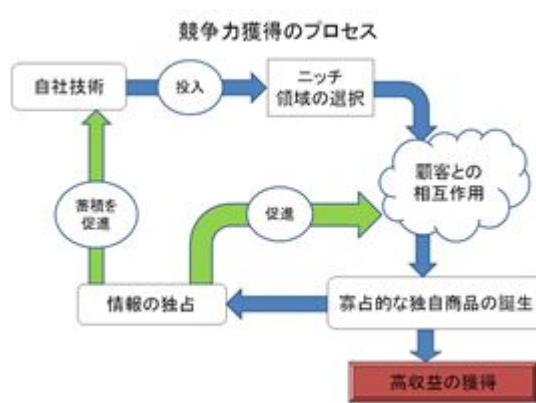 競争力獲得のプロセス
自社技術
投入
ニッチ
領域の選択
顧客との
相互作用
蓄積を
促進
促進
情報の独占
寡占的な独自商品の誕生
高収益の獲得